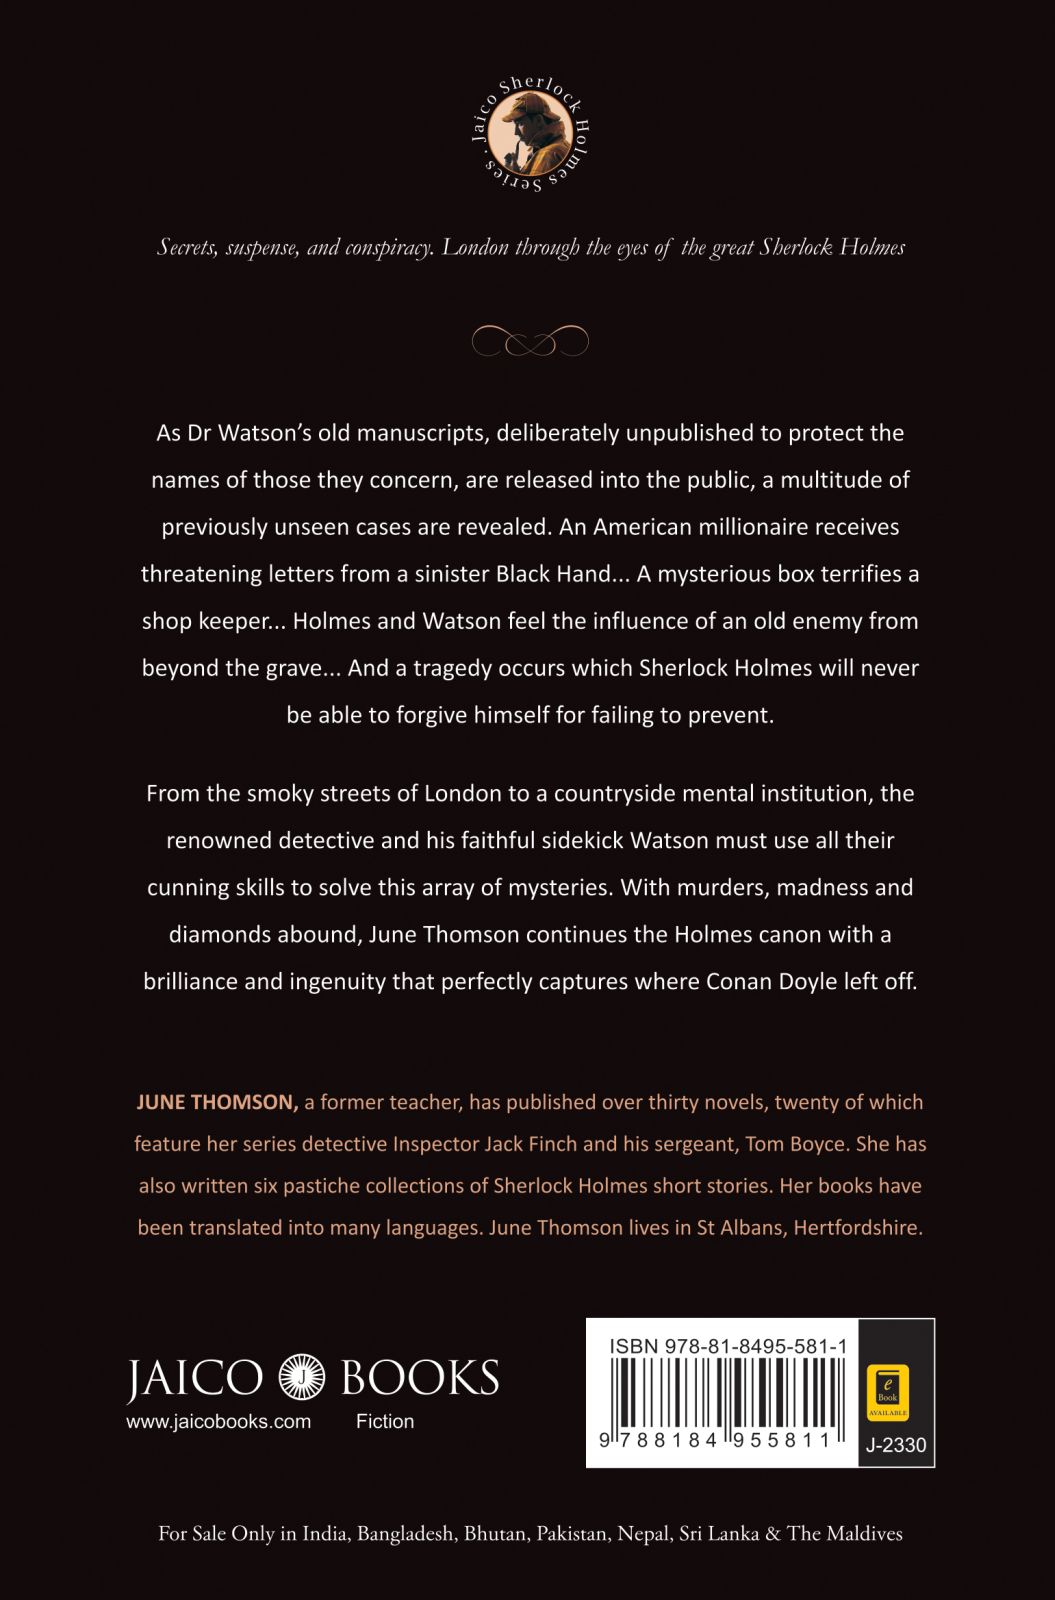 Jaico Sherlock Holmes Series ·
Secrets, suspense, and conspiracy. London through the eyes of the great Sherlock Holmes
As Dr Watson’s old manuscripts, deliberately unpublished to protect the
names of those they concern, are released into the public, a multitude of
previously unseen cases are revealed. An American millionaire receives
threatening letters from a sinister Black Hand... A mysterious box terrifies a
shop keeper... Holmes and Watson feel the influence of an old enemy from
beyond the grave... And a tragedy occurs which Sherlock Holmes will never
be able to forgive himself for failing to prevent.
From the smoky streets of London to a countryside mental institution, the
renowned detective and his faithful sidekick Watson must use all their
cunning skills to solve this array of mysteries. With murders, madness and
diamonds abound, June Thomson continues the Holmes canon with a
brilliance and ingenuity that perfectly captures where Conan Doyle left off.
JUNE THOMSON, a former teacher, has published over thirty novels, twenty of which
feature her series detective Inspector Jack Finch and his sergeant, Tom Boyce. She has
also written six pastiche collections of Sherlock Holmes short stories. Her books have
been translated into many languages. June Thomson lives in St Albans, Hertfordshire.
JAICO J BOOKS
www.jaicobooks.com Fiction
ISBN 978-81-8495-581-1
9 788184 955811
e
Book
AVAILABLE
J-2330
For Sale Only in India, Bangladesh, Bhutan, Pakistan, Nepal, Sri Lanka & The Maldives